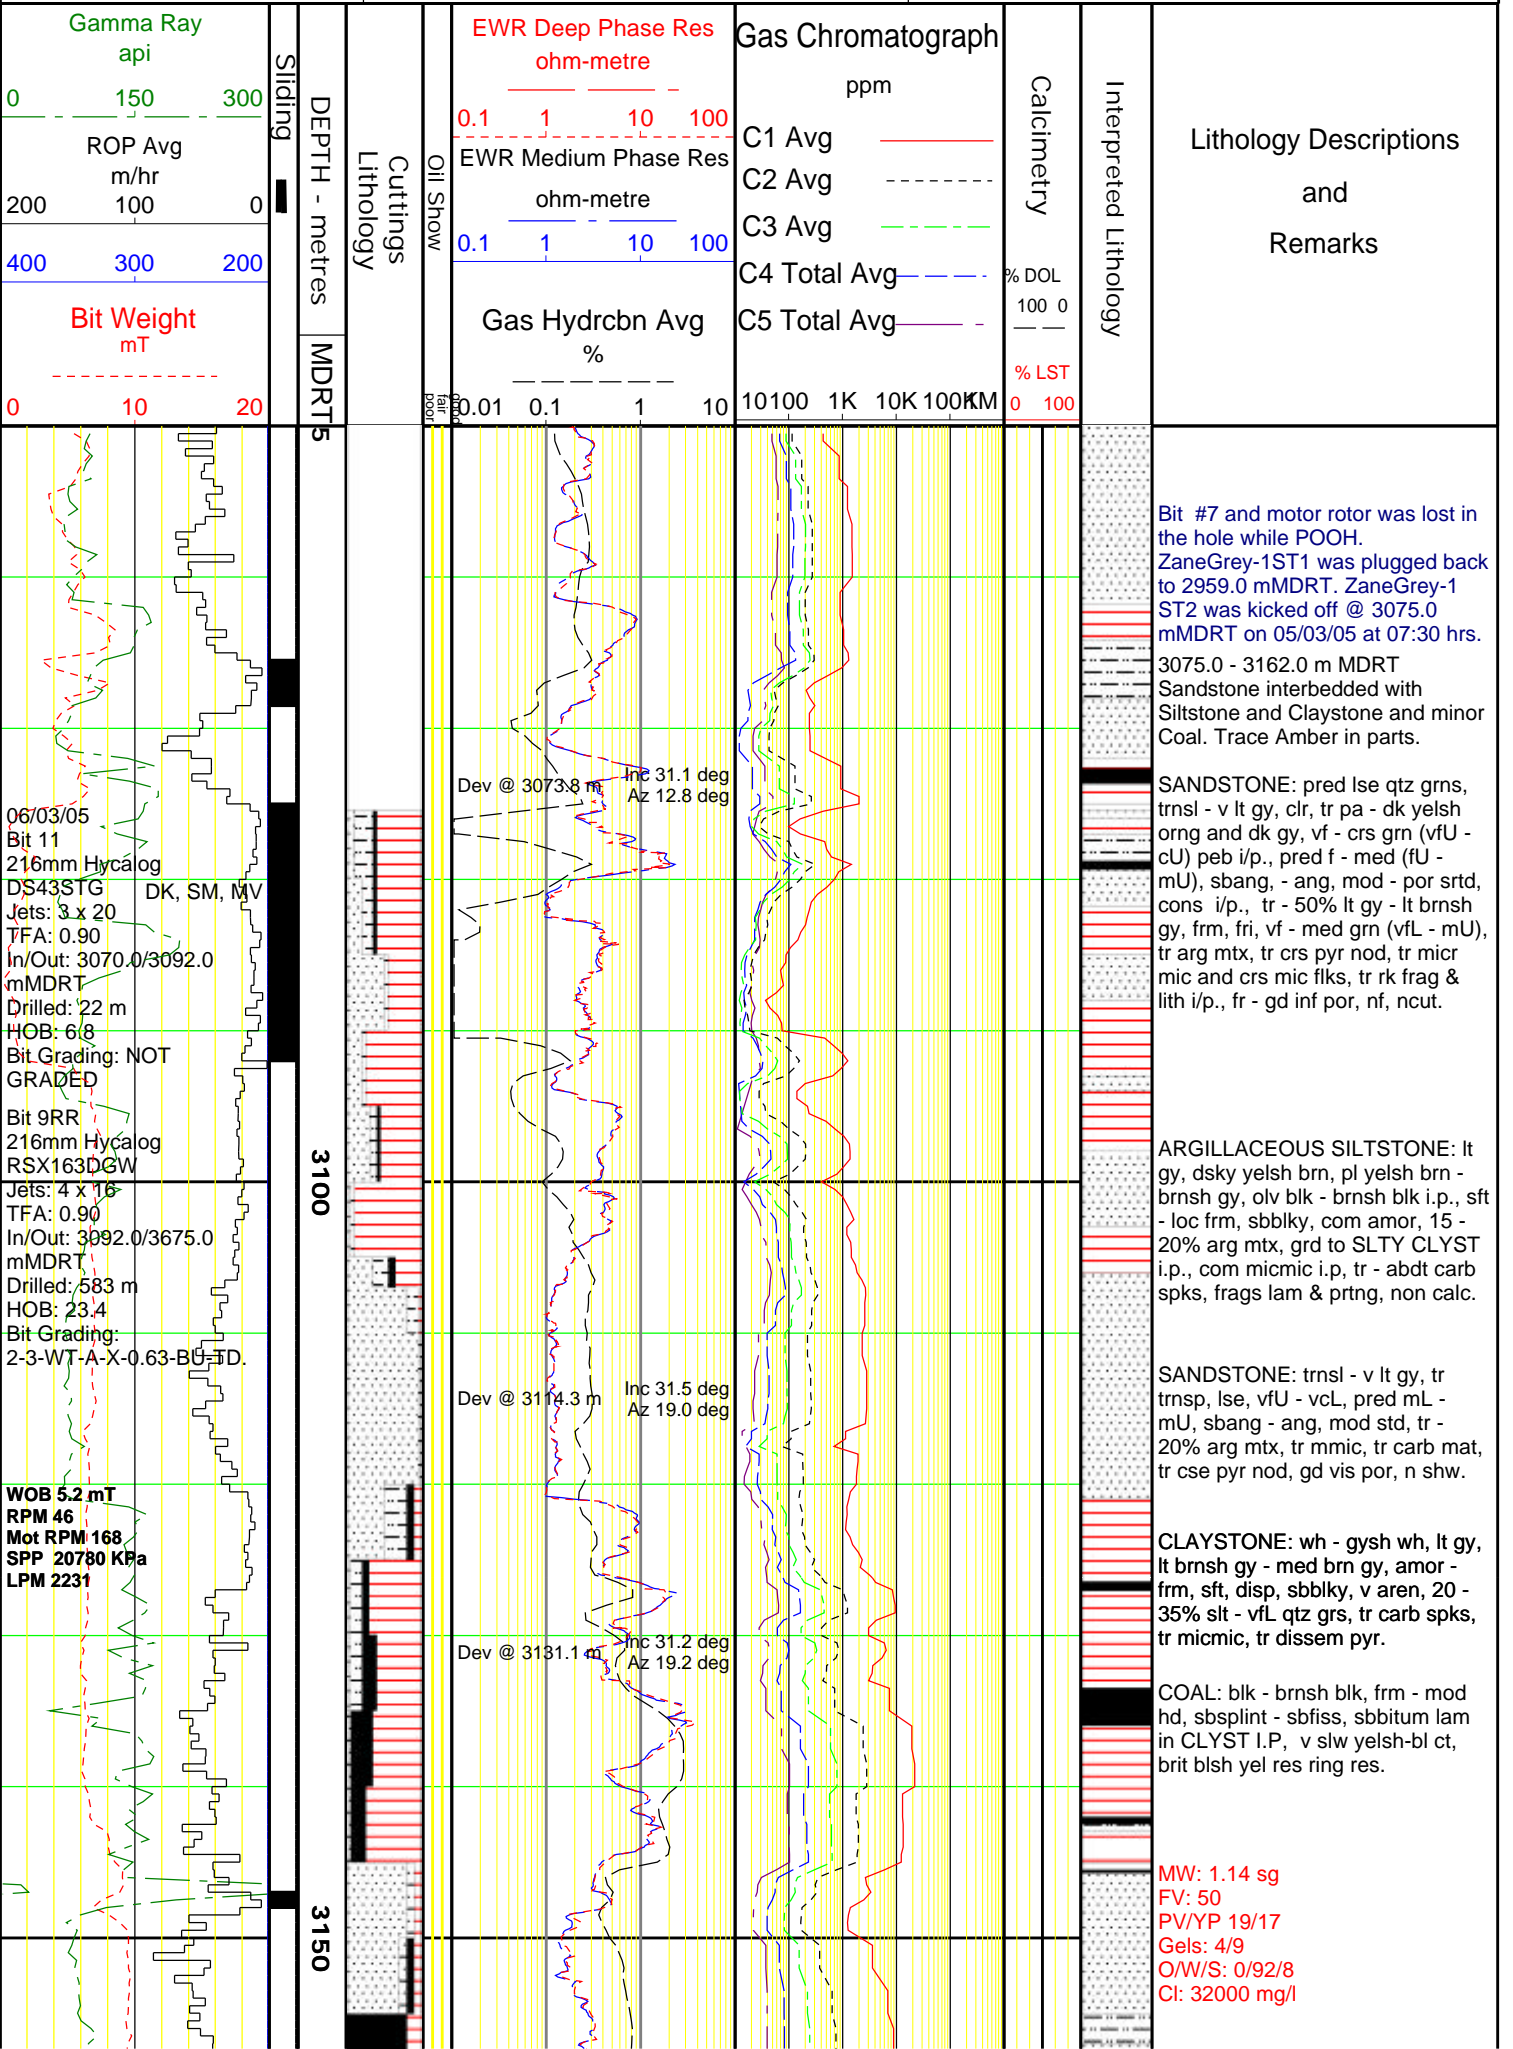 Gamma Ray
api
0 150 300
ROP Avg
m/hr
200 100 0
400 300 200
Bit Weight
mT
0 10 20
Sliding
DEPTH - metres
MDRT
Cuttings
Lithology
Oil Show
good
fair
poor
EWR Deep Phase Res
ohm-metre
0.1 1 10 100
EWR Medium Phase Res
ohm-metre
0.1 1 10 100
Gas Hydrcbn Avg
%
0.01 0.1 1 10
Gas Chromatograph
ppm
C1 Avg
C2 Avg
C3 Avg
C4 Total Avg
C5 Total Avg
10 100 1K 10K 100K 1M
Calcimetry
% DOL
100 0
% LST
0 100
Interpreted Lithology
Lithology Descriptions
and
Remarks
5
Bit #7 and motor rotor was lost in
the hole while POOH.
ZaneGrey-1ST1 was plugged back
to 2959.0 mMDRT. ZaneGrey-1
ST2 was kicked off @ 3075.0
mMDRT on 05/03/05 at 07:30 hrs.
3075.0 - 3162.0 m MDRT
Sandstone interbedded with
Siltstone and Claystone and minor
Coal. Trace Amber in parts.
Dev @ 3073.8 m
Inc 31.1 deg
Az 12.8 deg
SANDSTONE: pred lse qtz grns,
trnsl - v lt gy, clr, tr pa - dk yelsh
orng and dk gy, vf - crs grn (vfU -
cU) peb i/p., pred f - med (fU -
mU), sbang, - ang, mod - por srtd,
cons i/p., tr - 50% lt gy - lt brnsh
gy, frm, fri, vf - med grn (vfL - mU),
tr arg mtx, tr crs pyr nod, tr micr
mic and crs mic flks, tr rk frag &
lith i/p., fr - gd inf por, nf, ncut.
06/03/05
Bit 11
216mm Hycalog
DS43STG
DK, SM, MV
Jets: 3 x 20
TFA: 0.90
In/Out: 3070.0/3092.0
mMDRT
Drilled: 22 m
HOB: 6.8
Bit Grading: NOT
GRADED
Bit 9RR
216mm Hycalog
RSX163DGW
Jets: 4 x 16
TFA: 0.90
In/Out: 3092.0/3675.0
mMDRT
Drilled: 583 m
HOB: 23.4
Bit Grading:
2-3-WT-A-X-0.63-BU-TD.
3100
ARGILLACEOUS SILTSTONE: lt
gy, dsky yelsh brn, pl yelsh brn -
brnsh gy, olv blk - brnsh blk i.p., sft
- loc frm, sbblky, com amor, 15 -
20% arg mtx, grd to SLTY CLYST
i.p., com micmic i.p, tr - abdt carb
spks, frags lam & prtng, non calc.
Dev @ 3114.3 m
Inc 31.5 deg
Az 19.0 deg
SANDSTONE: trnsl - v lt gy, tr
trnsp, lse, vfU - vcL, pred mL -
mU, sbang - ang, mod std, tr -
20% arg mtx, tr mmic, tr carb mat,
tr cse pyr nod, gd vis por, n shw.
WOB 5.2 mT
RPM 46
Mot RPM 168
SPP 20780 KPa
LPM 2231
CLAYSTONE: wh - gysh wh, lt gy,
lt brnsh gy - med brn gy, amor -
frm, sft, disp, sbblky, v aren, 20 -
35% slt - vfL qtz grs, tr carb spks,
tr micmic, tr dissem pyr.
Dev @ 3131.1 m
Inc 31.2 deg
Az 19.2 deg
COAL: blk - brnsh blk, frm - mod
hd, sbsplint - sbfiss, sbbitum lam
in CLYST I.P, v slw yelsh-bl ct,
brit blsh yel res ring res.
3150
MW: 1.14 sg
FV: 50
PV/YP 19/17
Gels: 4/9
O/W/S: 0/92/8
Cl: 32000 mg/l